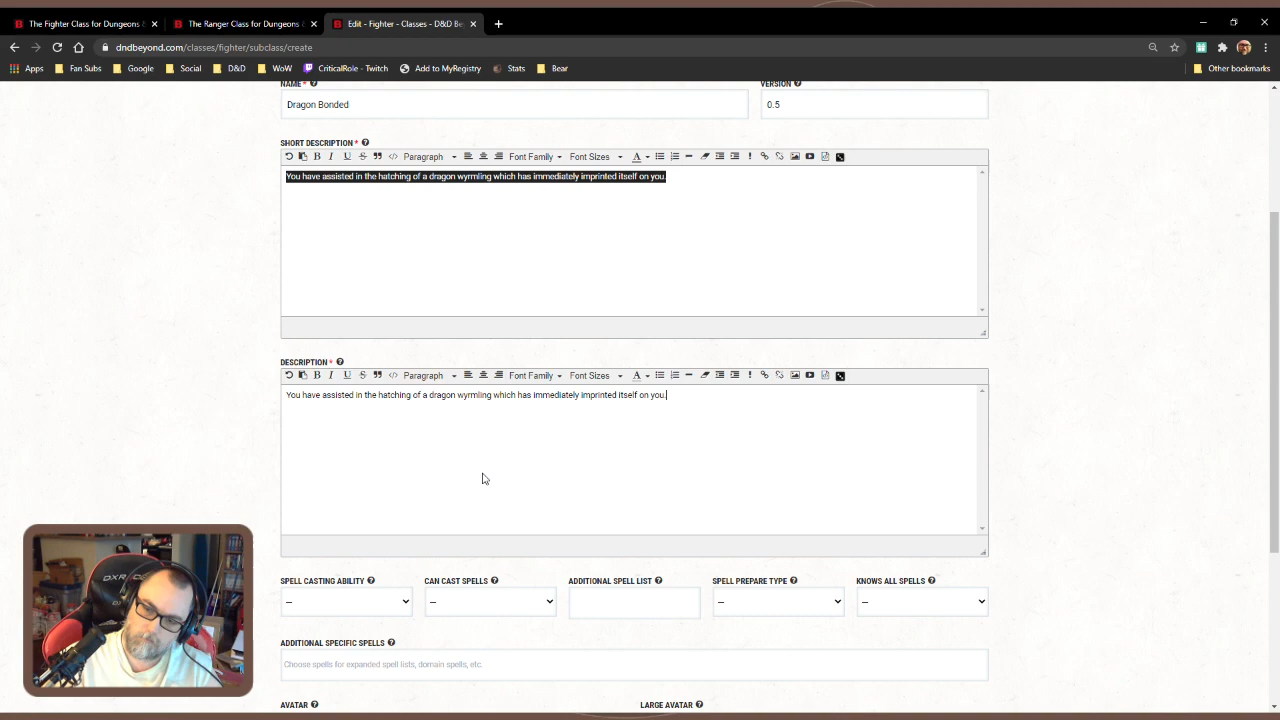 The Fighter Class for Dungeons &
The Ranger Class for Dungeons &
Edit - Fighter - Classes - D&D Be
dndbeyond.com/classes/fighter/subclass/create
Apps
Fan Subs
Google
Social
D&D
WoW
CriticalRole - Twitch
Add to MyRegistry
Stats
Bear
Other bookmarks
NAME *
VERSION
Dragon Bonded
0.5
SHORT DESCRIPTION *
Paragraph
Font Family
Font Sizes
You have assisted in the hatching of a dragon wyrmling which has immediately imprinted itself on you.
DESCRIPTION *
Paragraph
Font Family
Font Sizes
You have assisted in the hatching of a dragon wyrmling which has immediately imprinted itself on you.
SPELL CASTING ABILITY
CAN CAST SPELLS
ADDITIONAL SPELL LIST
SPELL PREPARE TYPE
KNOWS ALL SPELLS
–
–
–
–
ADDITIONAL SPECIFIC SPELLS
Choose spells for expanded spell lists, domain spells, etc.
AVATAR
LARGE AVATAR